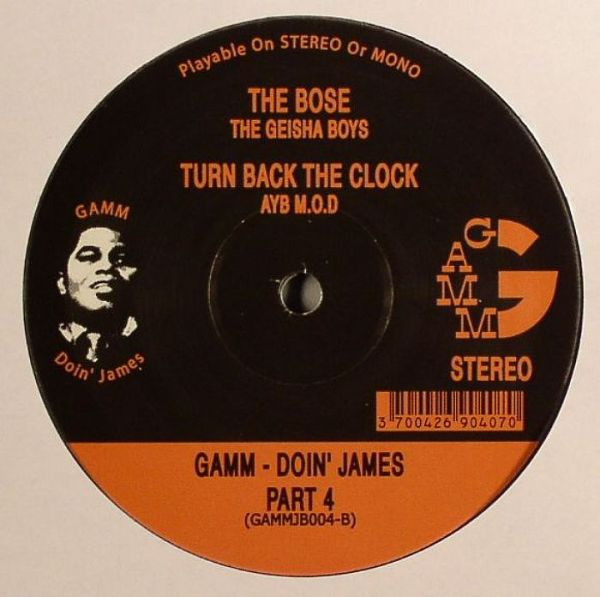 Playable On STEREO Or MONO
THE BOSE
THE GEISHA BOYS
TURN BACK THE CLOCK
AYB M.O.D
GAMM
Doin' James
GAMM
G
STEREO
3 700426 904070
GAMM - DOIN' JAMES
PART 4
(GAMMJB004-B)